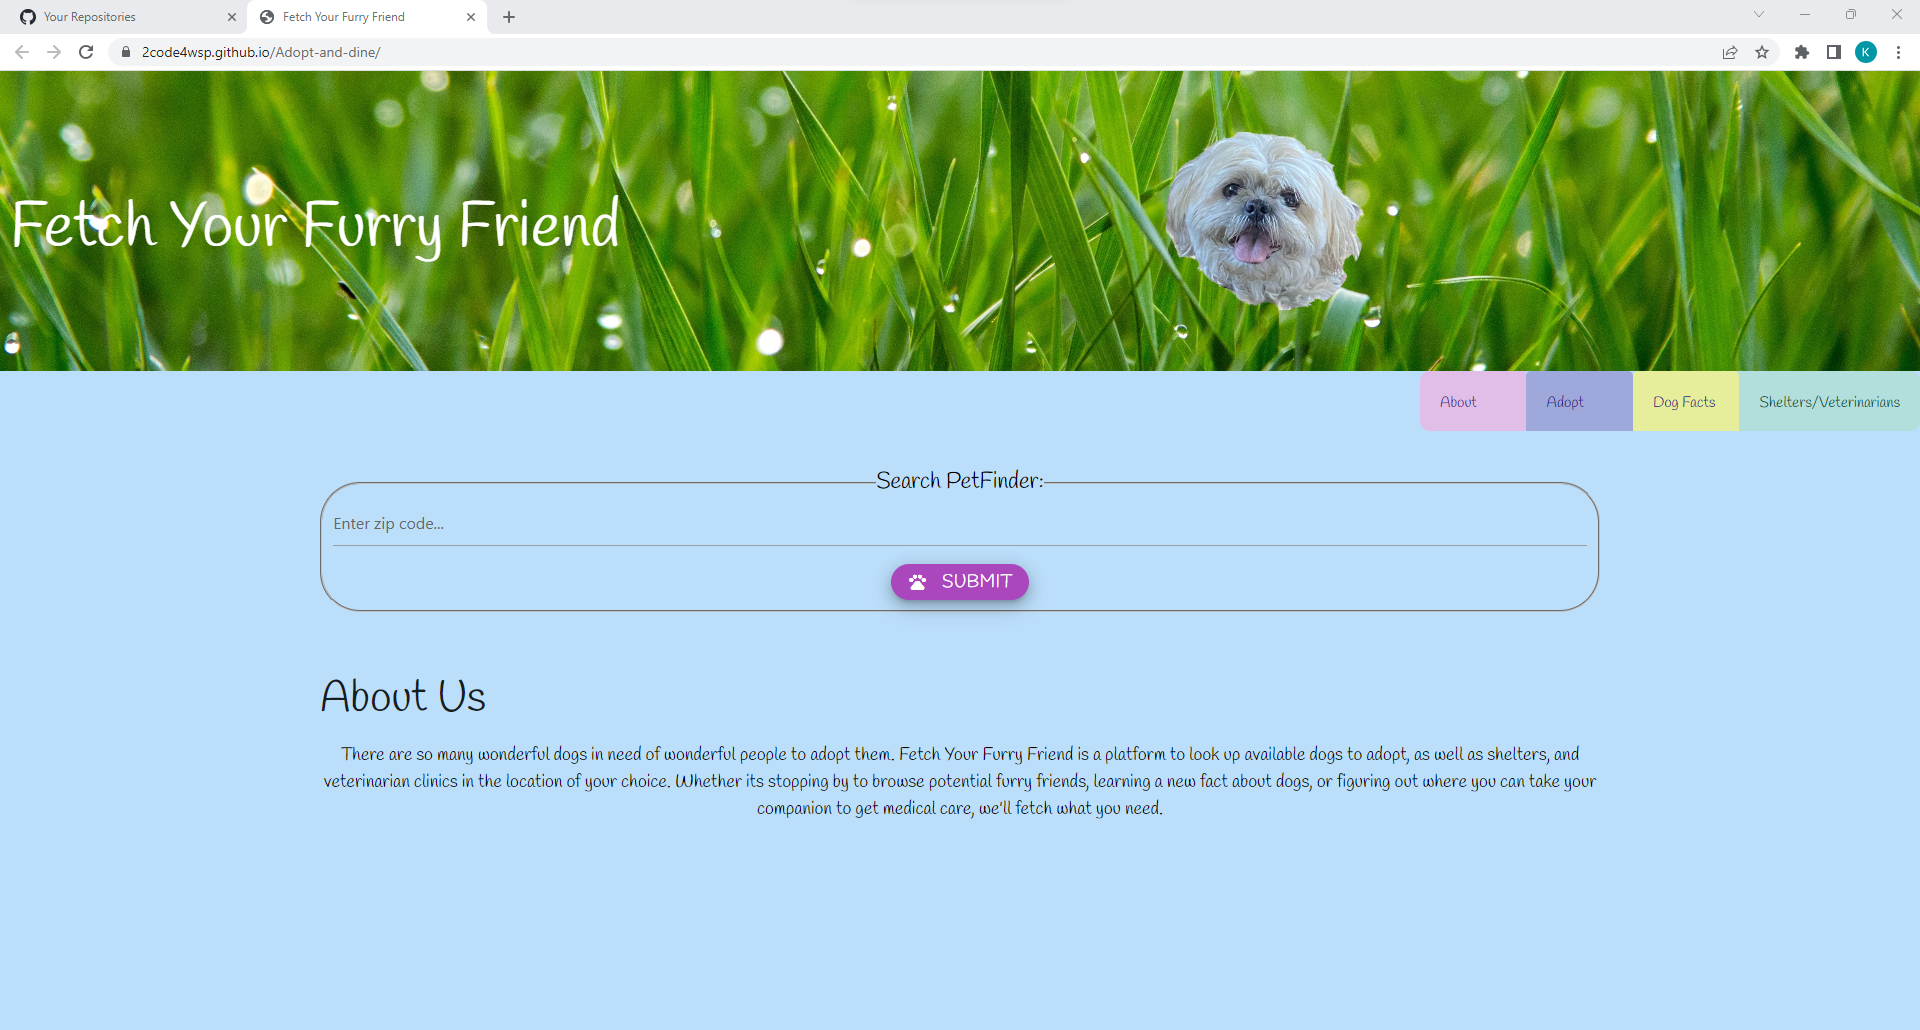 Your Repositories
Fetch Your Furry Friend
2code4wsp.github.io/Adopt-and-dine/
K
Fetch Your Furry Friend
About
Adopt
Dog Facts
Shelters/Veterinarians
Search PetFinder:
Enter zip code...
SUBMIT
About Us
There are so many wonderful dogs in need of wonderful people to adopt them. Fetch Your Furry Friend is a platform to look up available dogs to adopt, as well as shelters, and
veterinarian clinics in the location of your choice. Whether its stopping by to browse potential furry friends, learning a new fact about dogs, or figuring out where you can take your
companion to get medical care, we'll fetch what you need.